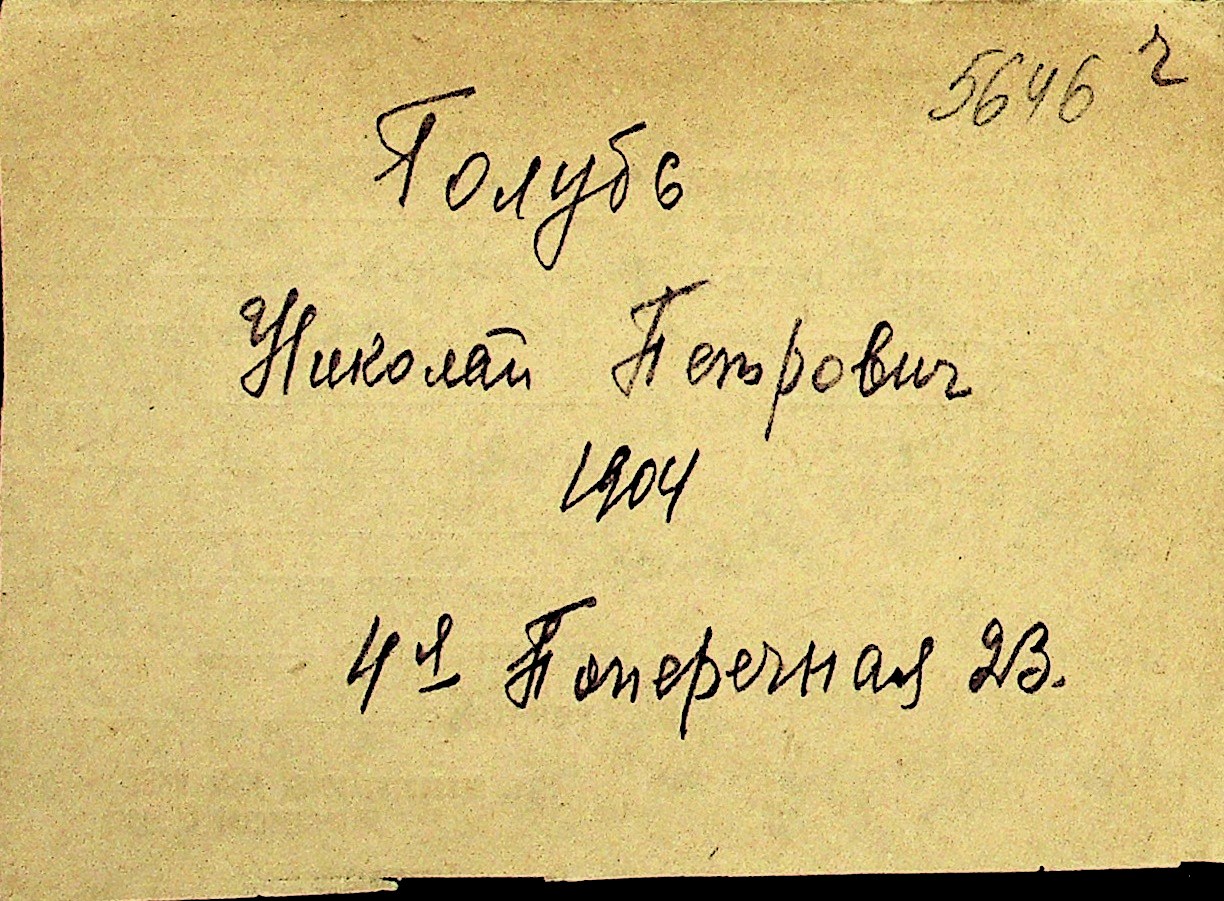 5646 ч
Голубь
Николай Петрович
1904
4я Поперечная 23.